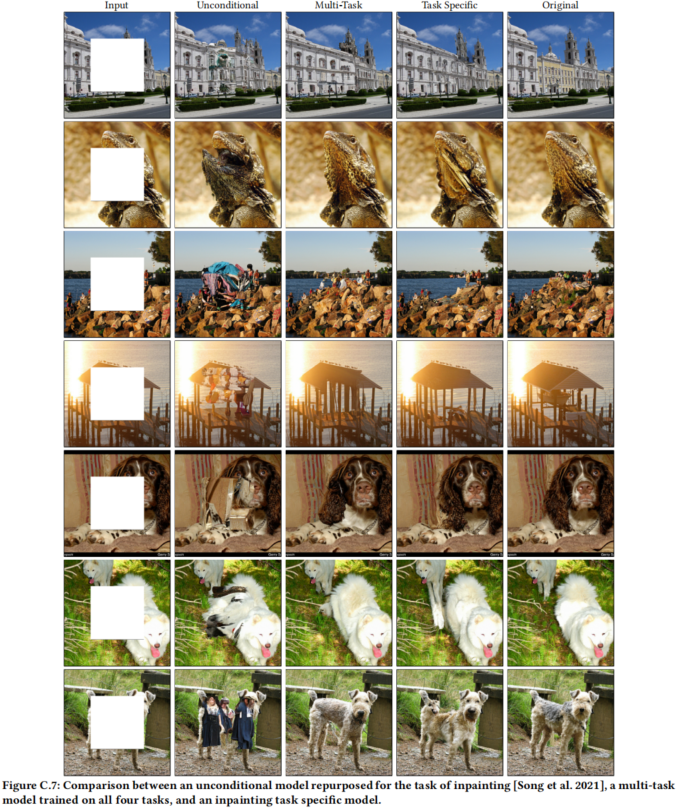 Input Unconditional Multi-Task Task Specific Original
Figure C.7: Comparison between an unconditional model repurposed for the task of inpainting [Song et al. 2021], a multi-task
model trained on all four tasks, and an inpainting task specific model.